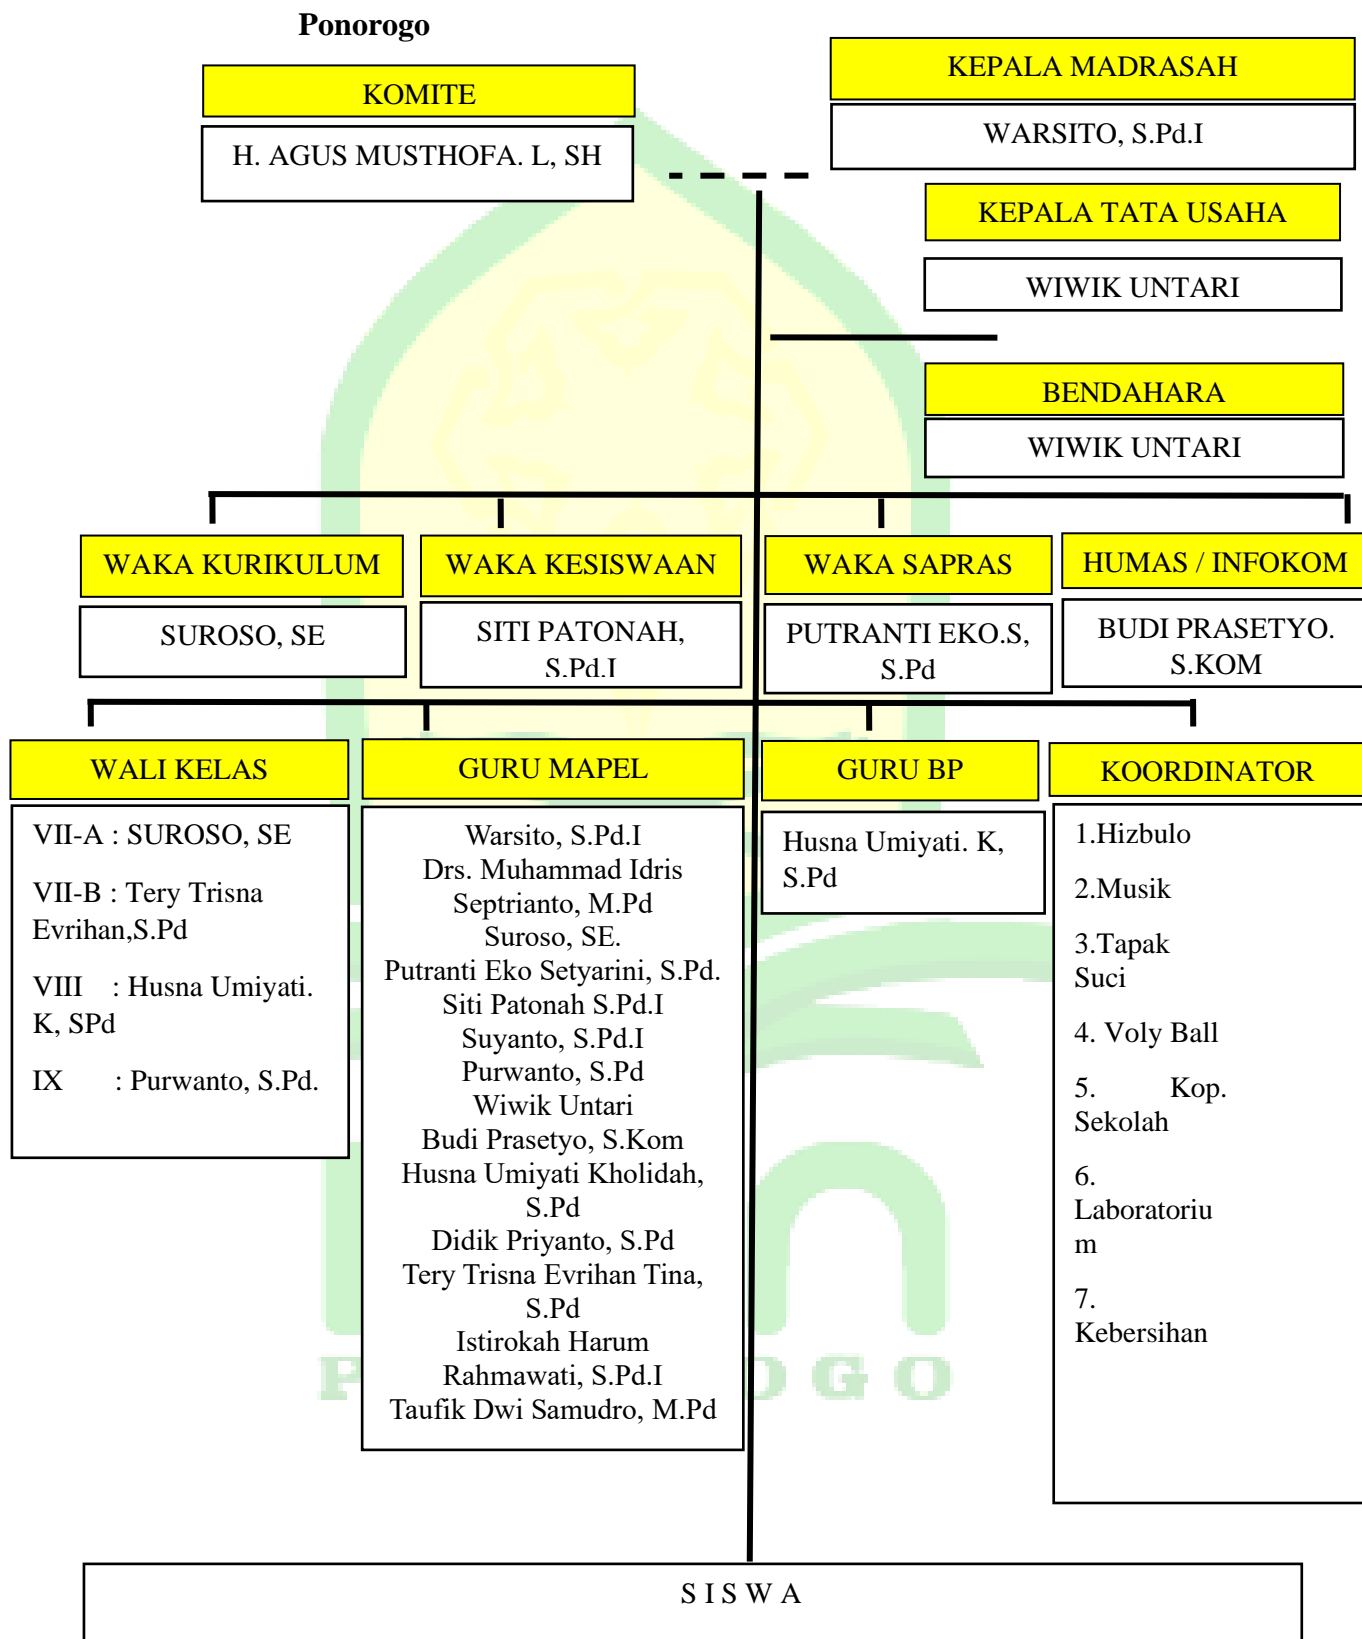 Ponorogo
KOMITE
H. AGUS MUSTHOFA. L, SH
KEPALA MADRASAH
WARSITO, S.Pd.I
KEPALA TATA USAHA
WIWIK UNTARI
BENDAHARA
WIWIK UNTARI
WAKA KURIKULUM
SUROSO, SE
WAKA KESISWAAN
SITI PATONAH,
S.Pd.I
WAKA SAPRAS
PUTRANTI EKO.S,
S.Pd
HUMAS / INFOKOM
BUDI PRASETYO.
S.KOM
WALI KELAS
VII-A : SUROSO, SE
VII-B : Tery Trisna
Evrihan,S.Pd
VIII : Husna Umiyati.
K, SPd
IX : Purwanto, S.Pd.
GURU MAPEL
Warsito, S.Pd.I
Drs. Muhammad Idris
Septrianto, M.Pd
Suroso, SE.
Putranti Eko Setyarini, S.Pd.
Siti Patonah S.Pd.I
Suyanto, S.Pd.I
Purwanto, S.Pd
Wiwik Untari
Budi Prasetyo, S.Kom
Husna Umiyati Kholidah,
S.Pd
Didik Priyanto, S.Pd
Tery Trisna Evrihan Tina,
S.Pd
Istirokah Harum
Rahmawati, S.Pd.I
Taufik Dwi Samudro, M.Pd
GURU BP
Husna Umiyati. K,
S.Pd
KOORDINATOR
1.Hizbulo
2.Musik
3.Tapak
Suci
4. Voly Ball
5. Kop.
Sekolah
6.
Laboratoriu
m
7.
Kebersihan
S I S W A